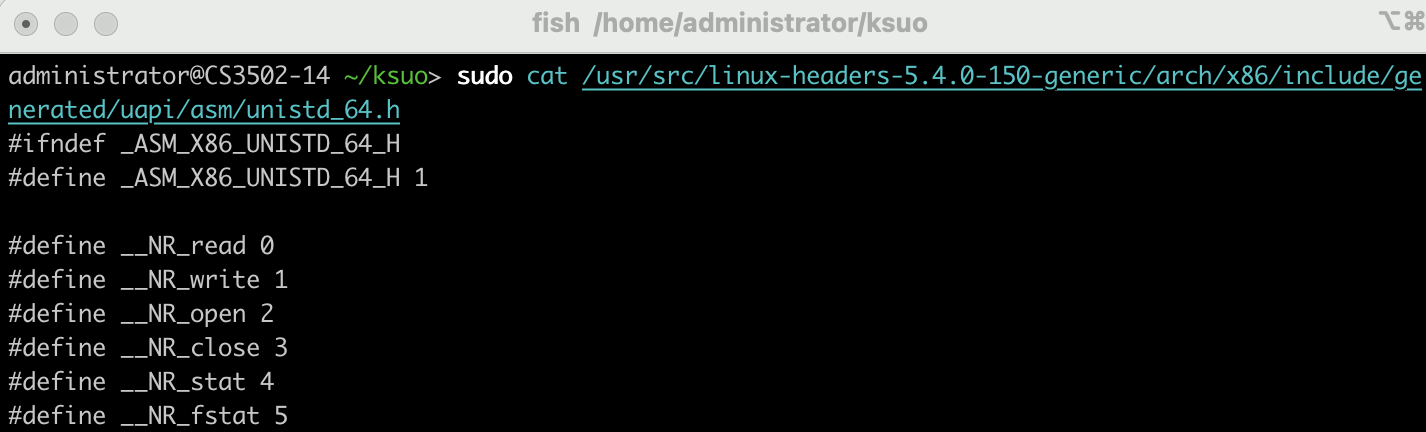 fish /home/administrator/ksuo
⌥⌘
administrator@CS3502-14 ~/ksuo> sudo cat /usr/src/linux-headers-5.4.0-150-generic/arch/x86/include/ge
nerated/uapi/asm/unistd_64.h
#ifndef _ASM_X86_UNISTD_64_H
#define _ASM_X86_UNISTD_64_H 1

#define __NR_read 0
#define __NR_write 1
#define __NR_open 2
#define __NR_close 3
#define __NR_stat 4
#define __NR_fstat 5